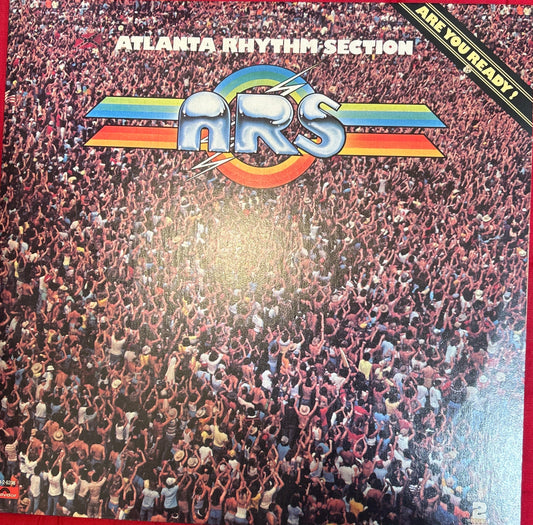 ATLANTA RHYTHM SECTION
ARE YOU READY!
ARS
2